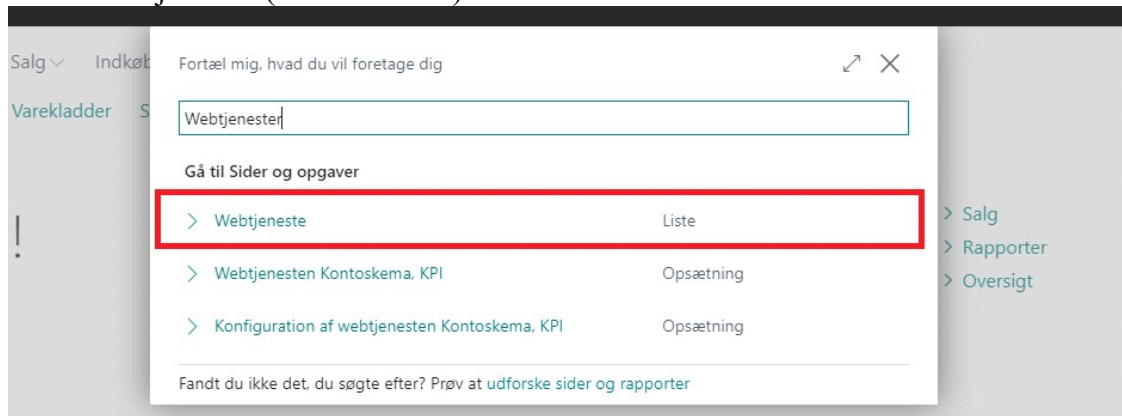 Salg
Indkøb
Varekladder
S
Fortæl mig, hvad du vil foretage dig
Webtjenester
Gå til Sider og opgaver
Webtjeneste Liste
Webtjenesten Kontoskema, KPI Opsætning
Konfiguration af webtjenesten Kontoskema, KPI Opsætning
Fandt du ikke det, du søgte efter? Prøv at udforske sider og rapporter
!
Salg
Rapporter
Oversigt